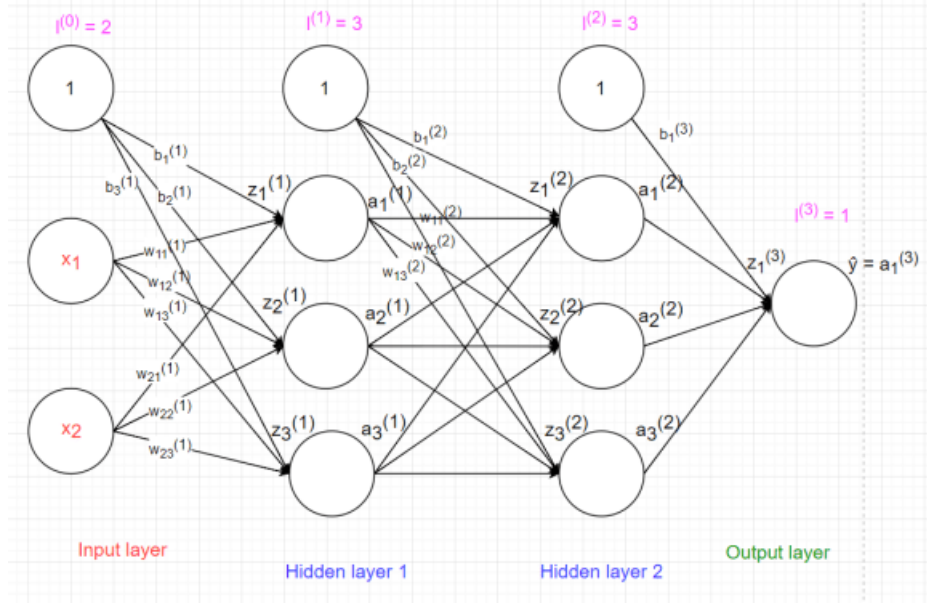 l⁽⁰⁾ = 2
l⁽¹⁾ = 3
l⁽²⁾ = 3
1
1
1
b₁⁽¹⁾
b₂⁽¹⁾
b₃⁽¹⁾
z₁⁽¹⁾
a₁⁽¹⁾
b₁⁽²⁾
b₂⁽²⁾
z₁⁽²⁾
a₁⁽²⁾
b₁⁽³⁾
l⁽³⁾ = 1
x₁
w₁₁⁽¹⁾
w₁₂⁽¹⁾
w₁₃⁽¹⁾
w₁₁⁽²⁾
w₁₂⁽²⁾
w₁₃⁽²⁾
z₁⁽³⁾
ŷ = a₁⁽³⁾
z₂⁽¹⁾
a₂⁽¹⁾
z₂⁽²⁾
a₂⁽²⁾
x₂
w₂₁⁽¹⁾
w₂₂⁽¹⁾
w₂₃⁽¹⁾
z₃⁽¹⁾
a₃⁽¹⁾
z₃⁽²⁾
a₃⁽²⁾
Input layer
Hidden layer 1
Hidden layer 2
Output layer